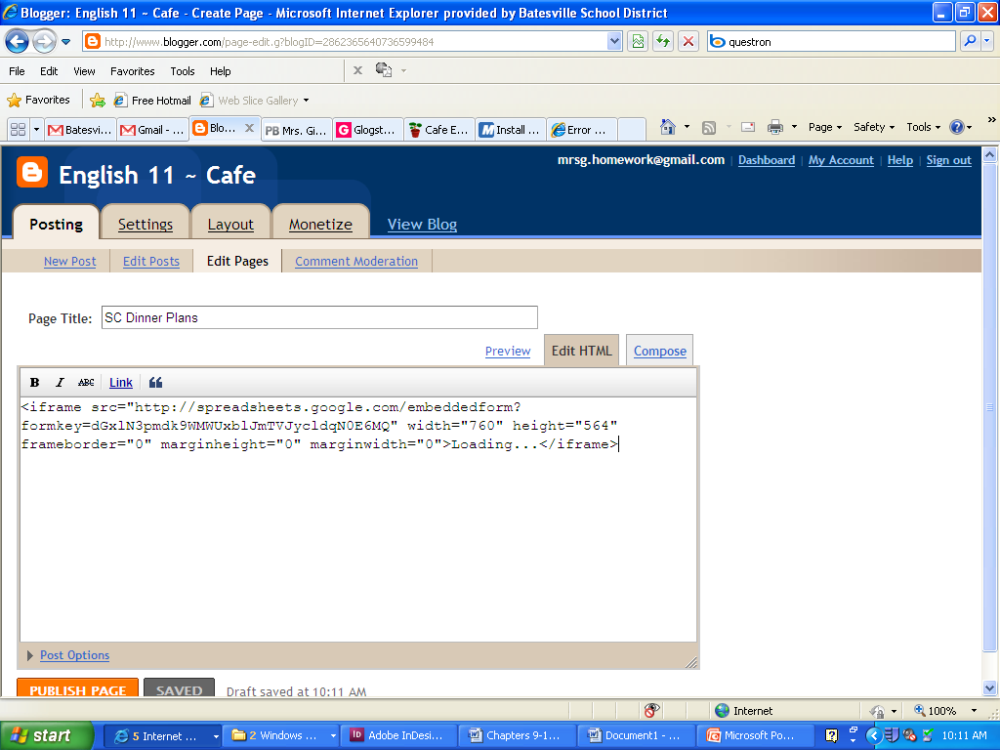 Blogger: English 11 ~ Cafe - Create Page - Microsoft Internet Explorer provided by Batesville School District
http://www.blogger.com/page-edit.g?blogID=2862365640736599484
questron
File Edit View Favorites Tools Help
Favorites Free Hotmail Web Slice Gallery
Batesvi... Gmail - ... Blo... Mrs. Gi... Glogst... Cafe E... Install ... Error ... Page Safety Tools
mrsg.homework@gmail.com | Dashboard | My Account | Help | Sign out
English 11 ~ Cafe
Posting Settings Layout Monetize View Blog
New Post Edit Posts Edit Pages Comment Moderation
Page Title: SC Dinner Plans
Preview Edit HTML Compose
B I ABC Link
<iframe src="http://spreadsheets.google.com/embeddedform?
formkey=dGxlN3pmdk9WMWUxblJmTVJycldqN0E6MQ" width="760" height="564"
frameborder="0" marginheight="0" marginwidth="0">Loading...</iframe>
Post Options
PUBLISH PAGE SAVED Draft saved at 10:11 AM
Internet 100%
start 5 Internet ... 2 Windows ... Adobe InDesi... Chapters 9-1... Document1 - ... Microsoft Po... 10:11 AM